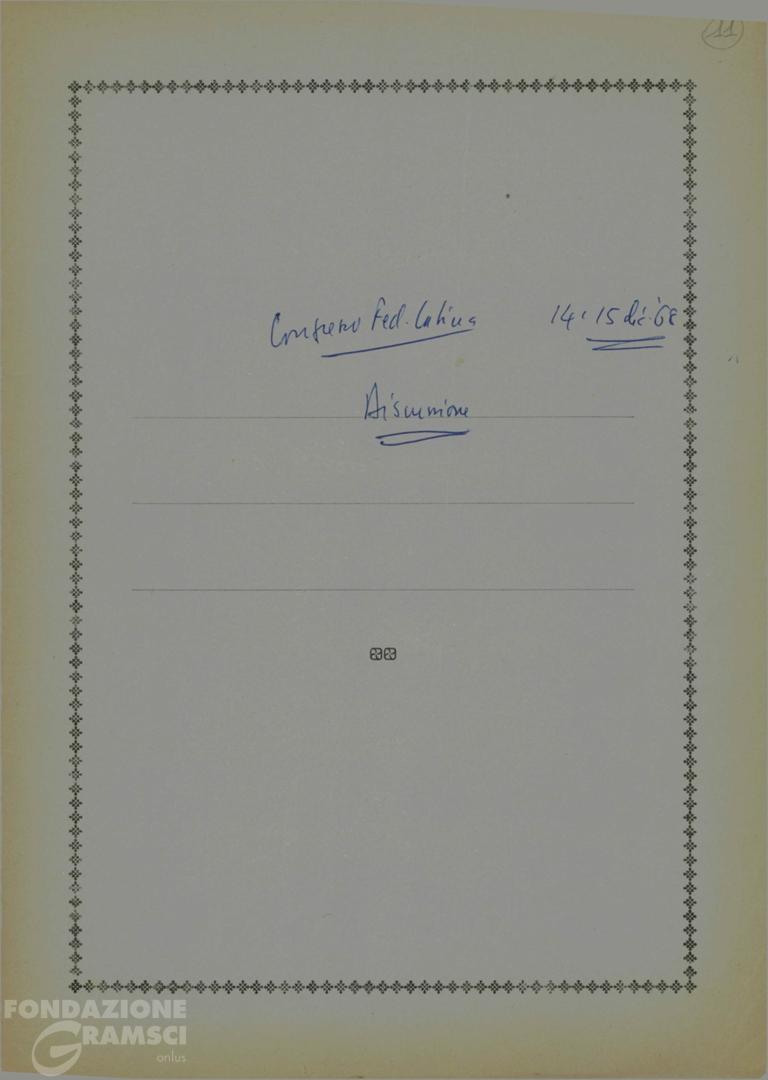 11
Congresso Fed. Latina 14-15 dic. '68
Discussione
FONDAZIONE
GRAMSCI
onlus